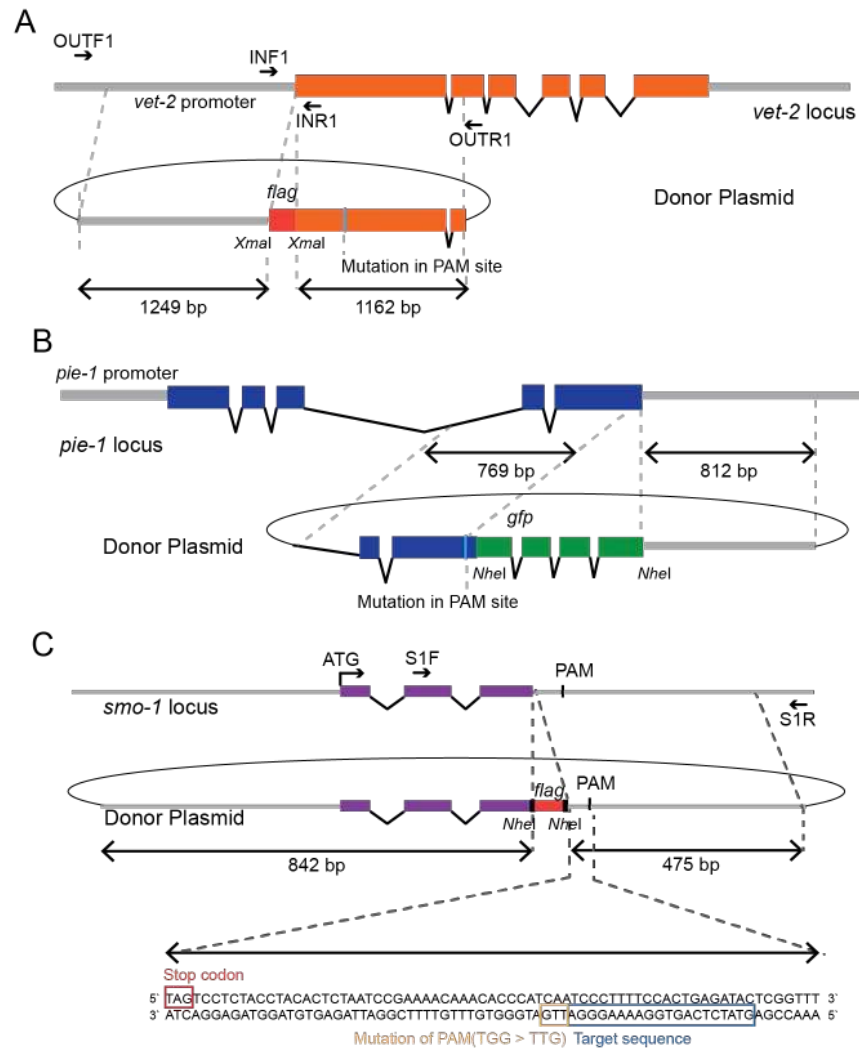 A
OUTF1
INF1
vet-2 promoter
vet-2 locus
INR1
OUTR1
flag
Donor Plasmid
XmaI XmaI
Mutation in PAM site
1249 bp
1162 bp
B
pie-1 promoter
pie-1 locus
769 bp
812 bp
gfp
Donor Plasmid
NheI
NheI
Mutation in PAM site
C
ATG
S1F
PAM
smo-1 locus
S1R
flag
PAM
Donor Plasmid
NheI NheI
842 bp
475 bp
Stop codon
5` TAGTCCTCTACCTACACTCTAATCCGAAAACAAACACCCATCAATCCCTTTTCCACTGAGATACTCGGTTT 3`
3` ATCAGGAGATGGATGTGAGATTAGGCTTTTGTTTGTGGGTAGTTAGGGAAAAGGTGACTCTATGAGCCAAA 5`
Mutation of PAM(TGG > TTG) Target sequence